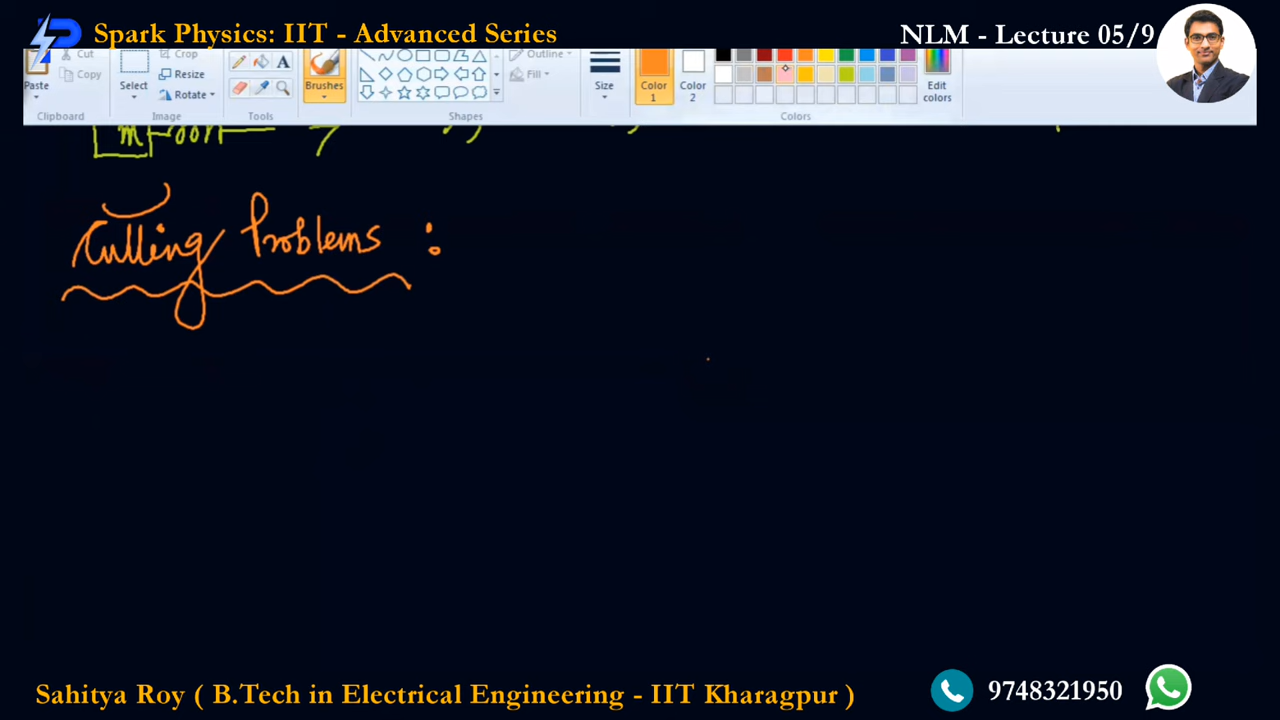 Spark Physics: IIT - Advanced Series
NLM - Lecture 05/9
Cut
Copy
Paste
Clipboard
Select
Crop
Resize
Rotate
Image
A
Tools
Brushes
Outline
Fill
Shapes
Size
Color 1
Color 2
Edit colors
Colors
m
Cutting Problems :
Sahitya Roy ( B.Tech in Electrical Engineering - IIT Kharagpur )
9748321950